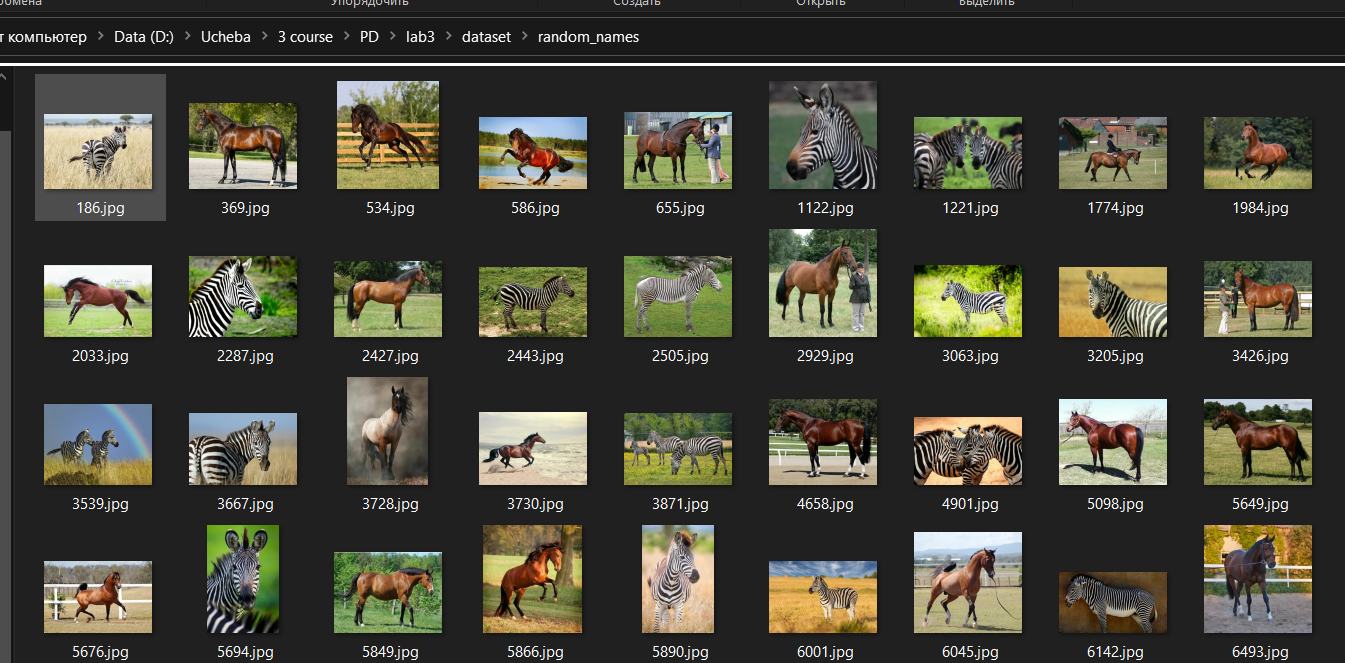 Упорядочить Создать Открыть Выделить
компьютер > Data (D:) > Ucheba > 3 course > PD > lab3 > dataset > random_names
186.jpg 369.jpg 534.jpg 586.jpg 655.jpg 1122.jpg 1221.jpg 1774.jpg 1984.jpg
2033.jpg 2287.jpg 2427.jpg 2443.jpg 2505.jpg 2929.jpg 3063.jpg 3205.jpg 3426.jpg
3539.jpg 3667.jpg 3728.jpg 3730.jpg 3871.jpg 4658.jpg 4901.jpg 5098.jpg 5649.jpg
5676.jpg 5694.jpg 5849.jpg 5866.jpg 5890.jpg 6001.jpg 6045.jpg 6142.jpg 6493.jpg